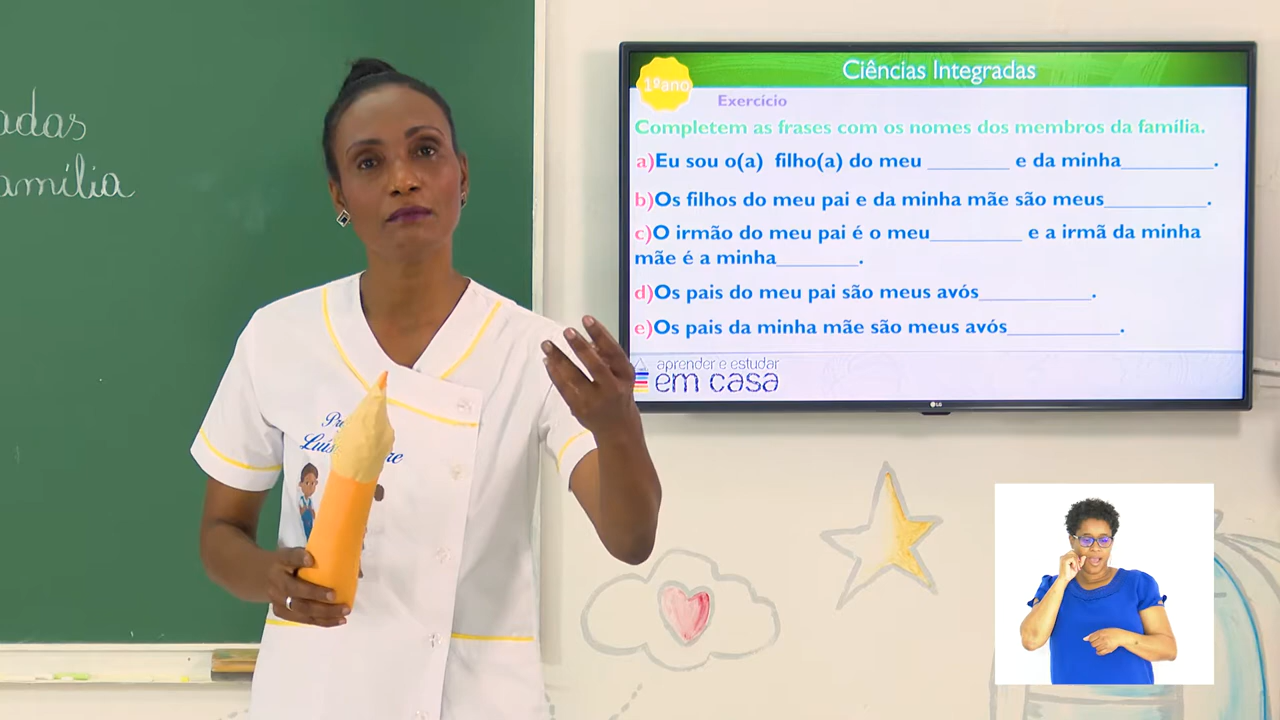 adas
amília
1ºano
Ciências Integradas
Exercício
Completem as frases com os nomes dos membros da família.
a)Eu sou o(a) filho(a) do meu ________ e da minha_________.
b)Os filhos do meu pai e da minha mãe são meus__________.
c)O irmão do meu pai é o meu_________ e a irmã da minha
mãe é a minha________.
d)Os pais do meu pai são meus avós___________.
e)Os pais da minha mãe são meus avós___________.
aprender e estudar
em casa
LG